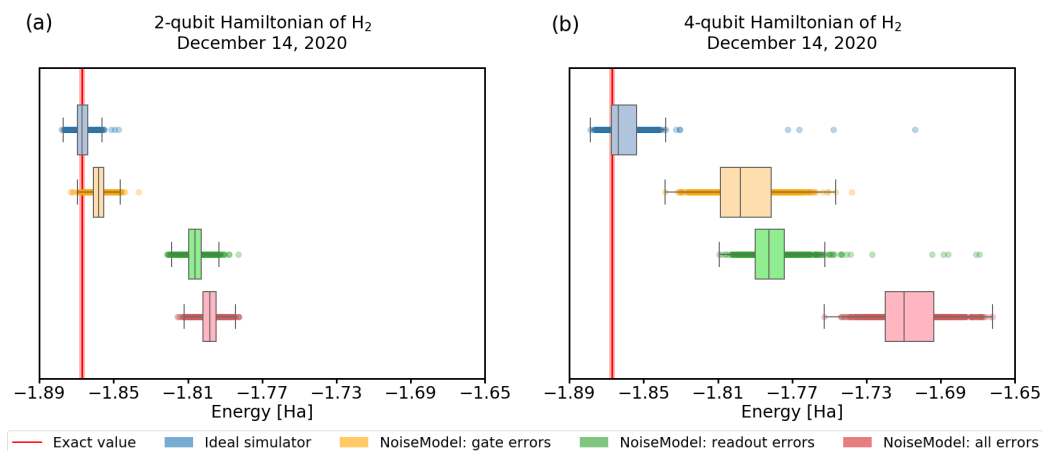 (a)
2-qubit Hamiltonian of H₂
December 14, 2020
−1.89 −1.85 −1.81 −1.77 −1.73 −1.69 −1.65
Energy [Ha]
(b)
4-qubit Hamiltonian of H₂
December 14, 2020
−1.89 −1.85 −1.81 −1.77 −1.73 −1.69 −1.65
Energy [Ha]
Exact value Ideal simulator NoiseModel: gate errors NoiseModel: readout errors NoiseModel: all errors